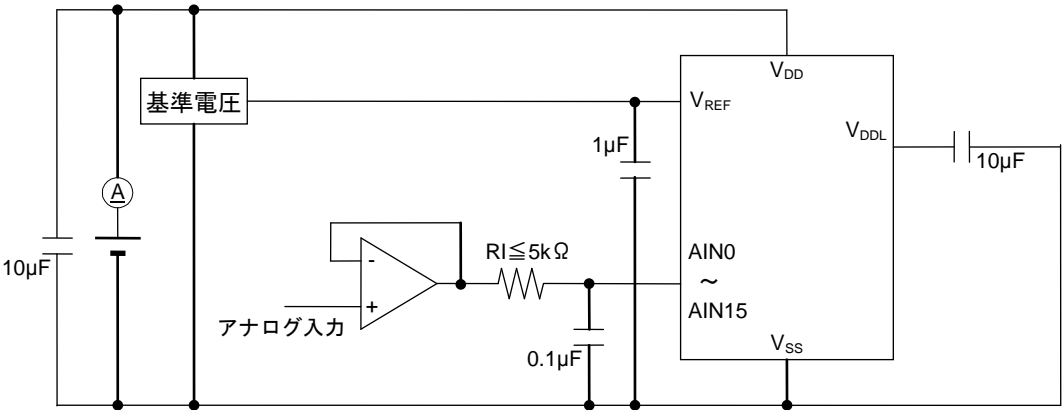 V_DD
基準電圧
V_REF
V_DDL
1μF
10μF
A
RI≦5kΩ
AIN0
～
AIN15
10μF
-
+
アナログ入力
0.1μF
V_SS